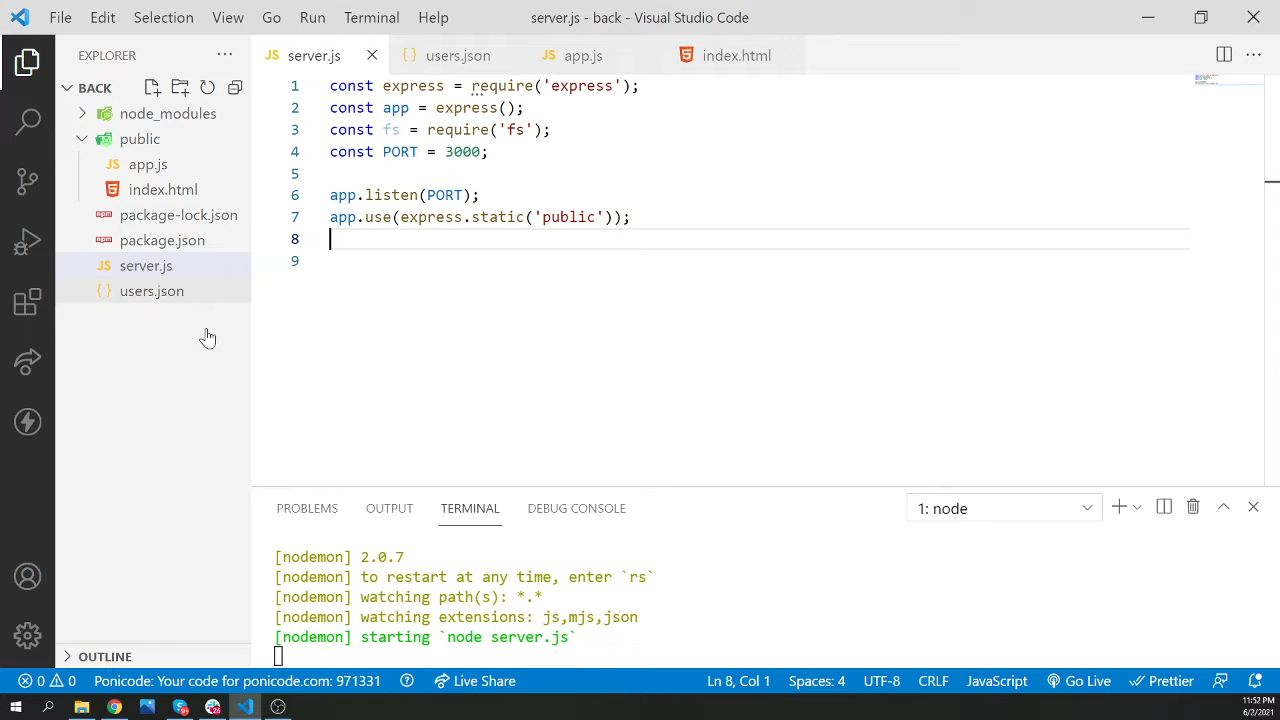 File Edit Selection View Go Run Terminal Help server.js - back - Visual Studio Code
EXPLORER
server.js users.json app.js index.html
BACK
node_modules
public
JS app.js
index.html
package-lock.json
package.json
JS server.js
{ } users.json
OUTLINE
1 const express = require('express');
2 const app = express();
3 const fs = require('fs');
4 const PORT = 3000;
5
6 app.listen(PORT);
7 app.use(express.static('public'));
8
9
PROBLEMS OUTPUT TERMINAL DEBUG CONSOLE 1: node
[nodemon] 2.0.7
[nodemon] to restart at any time, enter `rs`
[nodemon] watching path(s): *.*
[nodemon] watching extensions: js,mjs,json
[nodemon] starting `node server.js`
0 0 Ponicode: Your code for ponicode.com: 971331 Live Share Ln 8, Col 1 Spaces: 4 UTF-8 CRLF JavaScript Go Live Prettier
11:52 PM
6/2/2021